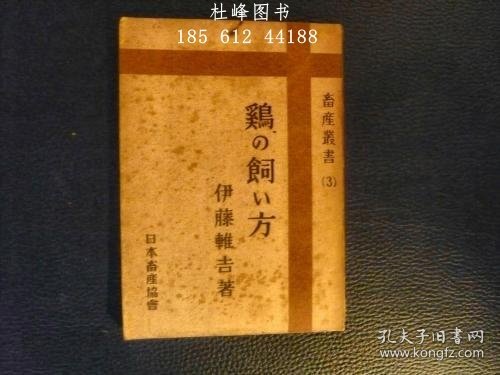 杜峰图书
185 612 44188
畜産叢書(3)
鷄の飼い方
伊藤雖吉著
日本畜産協會
孔夫子旧书网
www.kongfz.com